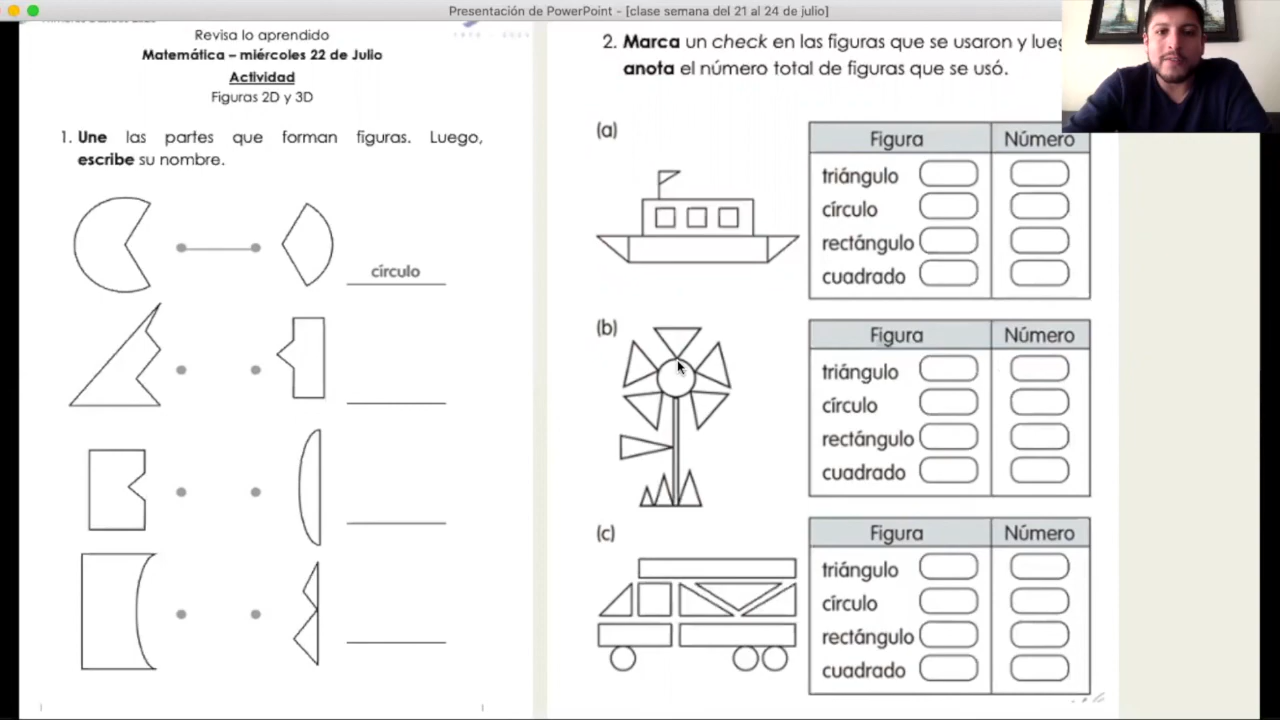 Presentación de PowerPoint - [clase semana del 21 al 24 de julio]
Revisa lo aprendido
Matemática – miércoles 22 de Julio
Actividad
Figuras 2D y 3D
1. Une las partes que forman figuras. Luego,
escribe su nombre.
círculo
2. Marca un check en las figuras que se usaron y
anota el número total de figuras que se usó.
(a)
Figura Número
triángulo
círculo
rectángulo
cuadrado
(b)
Figura Número
triángulo
círculo
rectángulo
cuadrado
(c)
Figura Número
triángulo
círculo
rectángulo
cuadrado